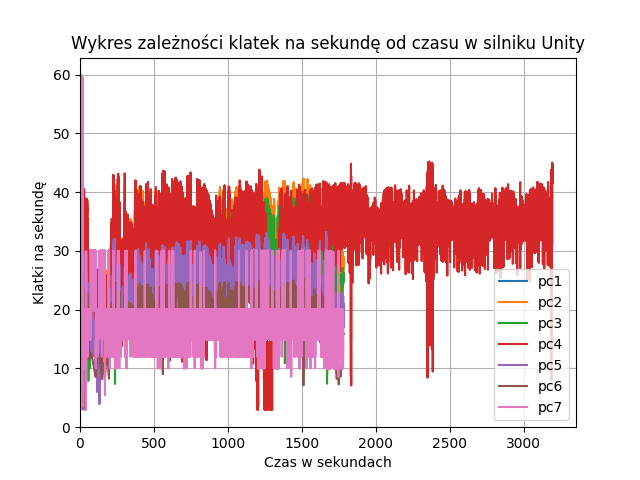 Wykres zależności klatek na sekundę od czasu w silniku Unity
Klatki na sekundę
60
50
40
30
20
10
0
0 500 1000 1500 2000 2500 3000
Czas w sekundach
pc1
pc2
pc3
pc4
pc5
pc6
pc7